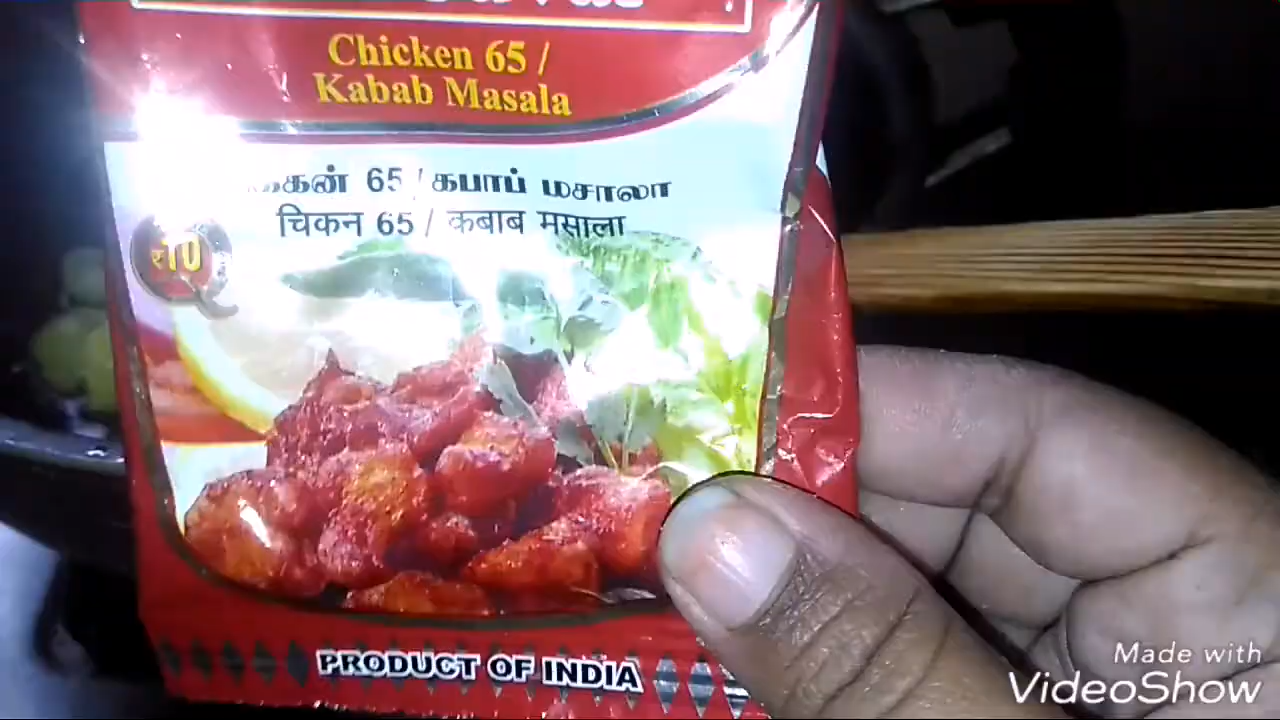 Chicken 65 /
Kabab Masala
65 / கபாப் மசாலா
चिकन 65 / कबाब मसाला
₹10
PRODUCT OF INDIA
Made with
VideoShow